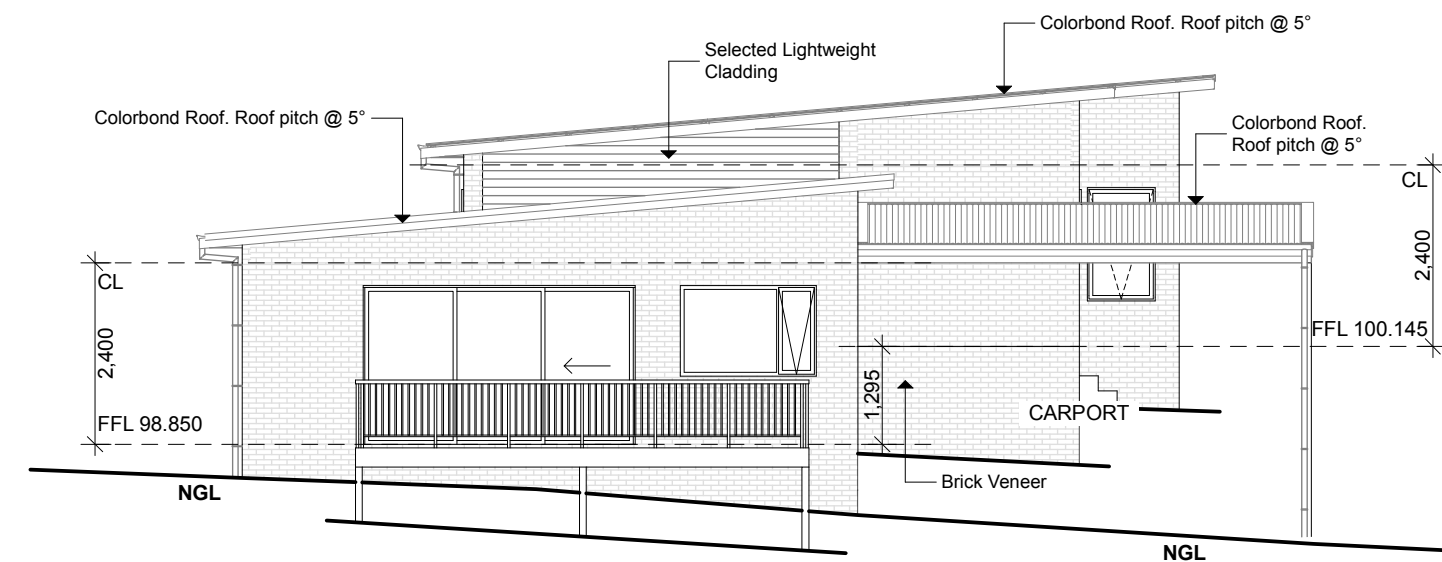 Colorbond Roof. Roof pitch @ 5°
Selected Lightweight
Cladding
Colorbond Roof. Roof pitch @ 5°
Colorbond Roof.
Roof pitch @ 5°
CL
2,400
CL
2,400
FFL 100.145
1,295
CARPORT
FFL 98.850
Brick Veneer
NGL
NGL